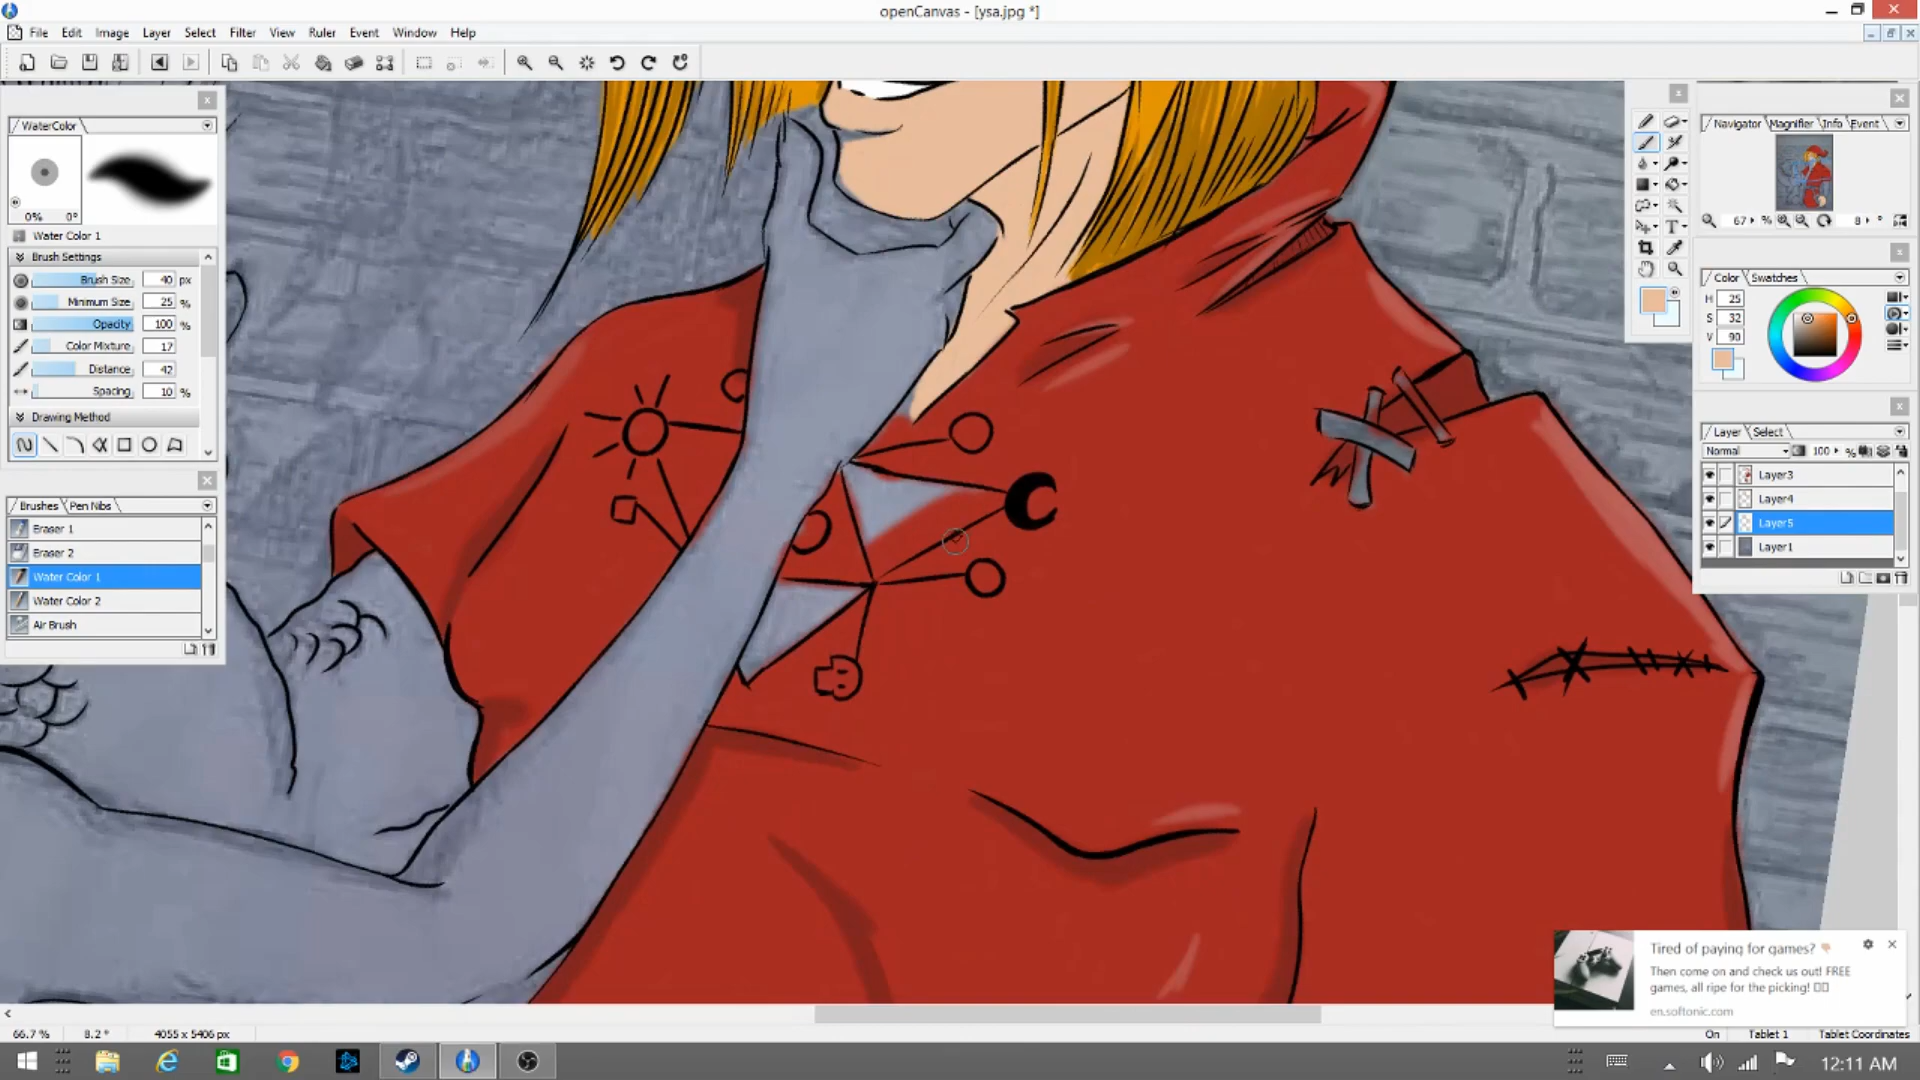 openCanvas - [ysa.jpg *]
File Edit Image Layer Select Filter View Ruler Event Window Help
WaterColor
0% 0°
Water Color 1
Brush Settings
Brush Size 40 px
Minimum Size 25 %
Opacity 100 %
Color Mixture 17
Distance 42
Spacing 10 %
Drawing Method
Brushes Pen Nibs
Eraser 1
Eraser 2
Water Color 1
Water Color 2
Air Brush
Navigator Magnifier Info Event
67 % 8 °
Color Swatches
H 25
S 32
V 90
Layer Select
Normal 100 %
Layer3
Layer4
Layer5
Layer1
Tired of paying for games?
Then come on and check us out! FREE
games, all ripe for the picking!
en.softonic.com
66.7 % 8.2 ° 4055 x 5406 px On Tablet 1 Tablet Coordinates
12:11 AM